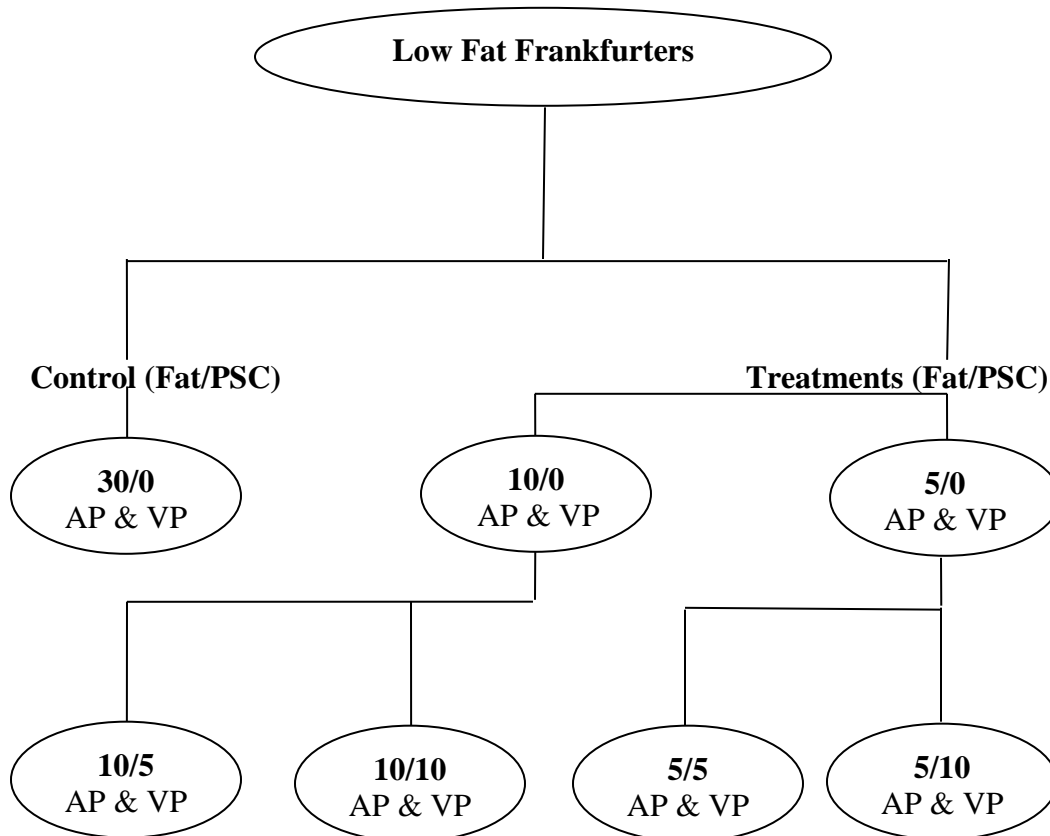 Low Fat Frankfurters
Control (Fat/PSC)
Treatments (Fat/PSC)
30/0
AP & VP
10/0
AP & VP
5/0
AP & VP
10/5
AP & VP
10/10
AP & VP
5/5
AP & VP
5/10
AP & VP